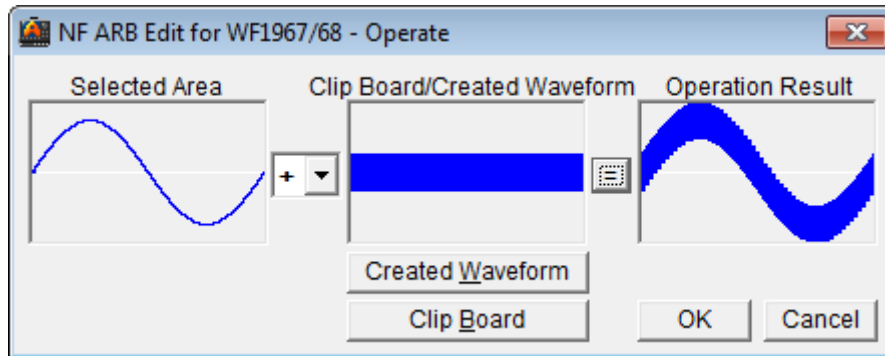 NF ARB Edit for WF1967/68 - Operate
Selected Area Clip Board/Created Waveform Operation Result
+ =
Created Waveform
Clip Board OK Cancel